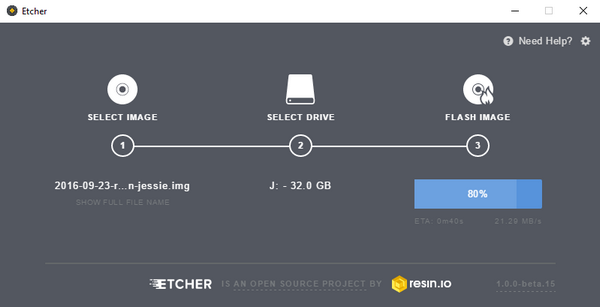 Etcher
Need Help?
SELECT IMAGE
SELECT DRIVE
FLASH IMAGE
1
2
3
2016-09-23-r...n-jessie.img
J: - 32.0 GB
80%
SHOW FULL FILE NAME
ETA: 0m40s
21.28 MB/s
ETCHER IS AN OPEN SOURCE PROJECT BY resin.io
1.0.0-beta.15